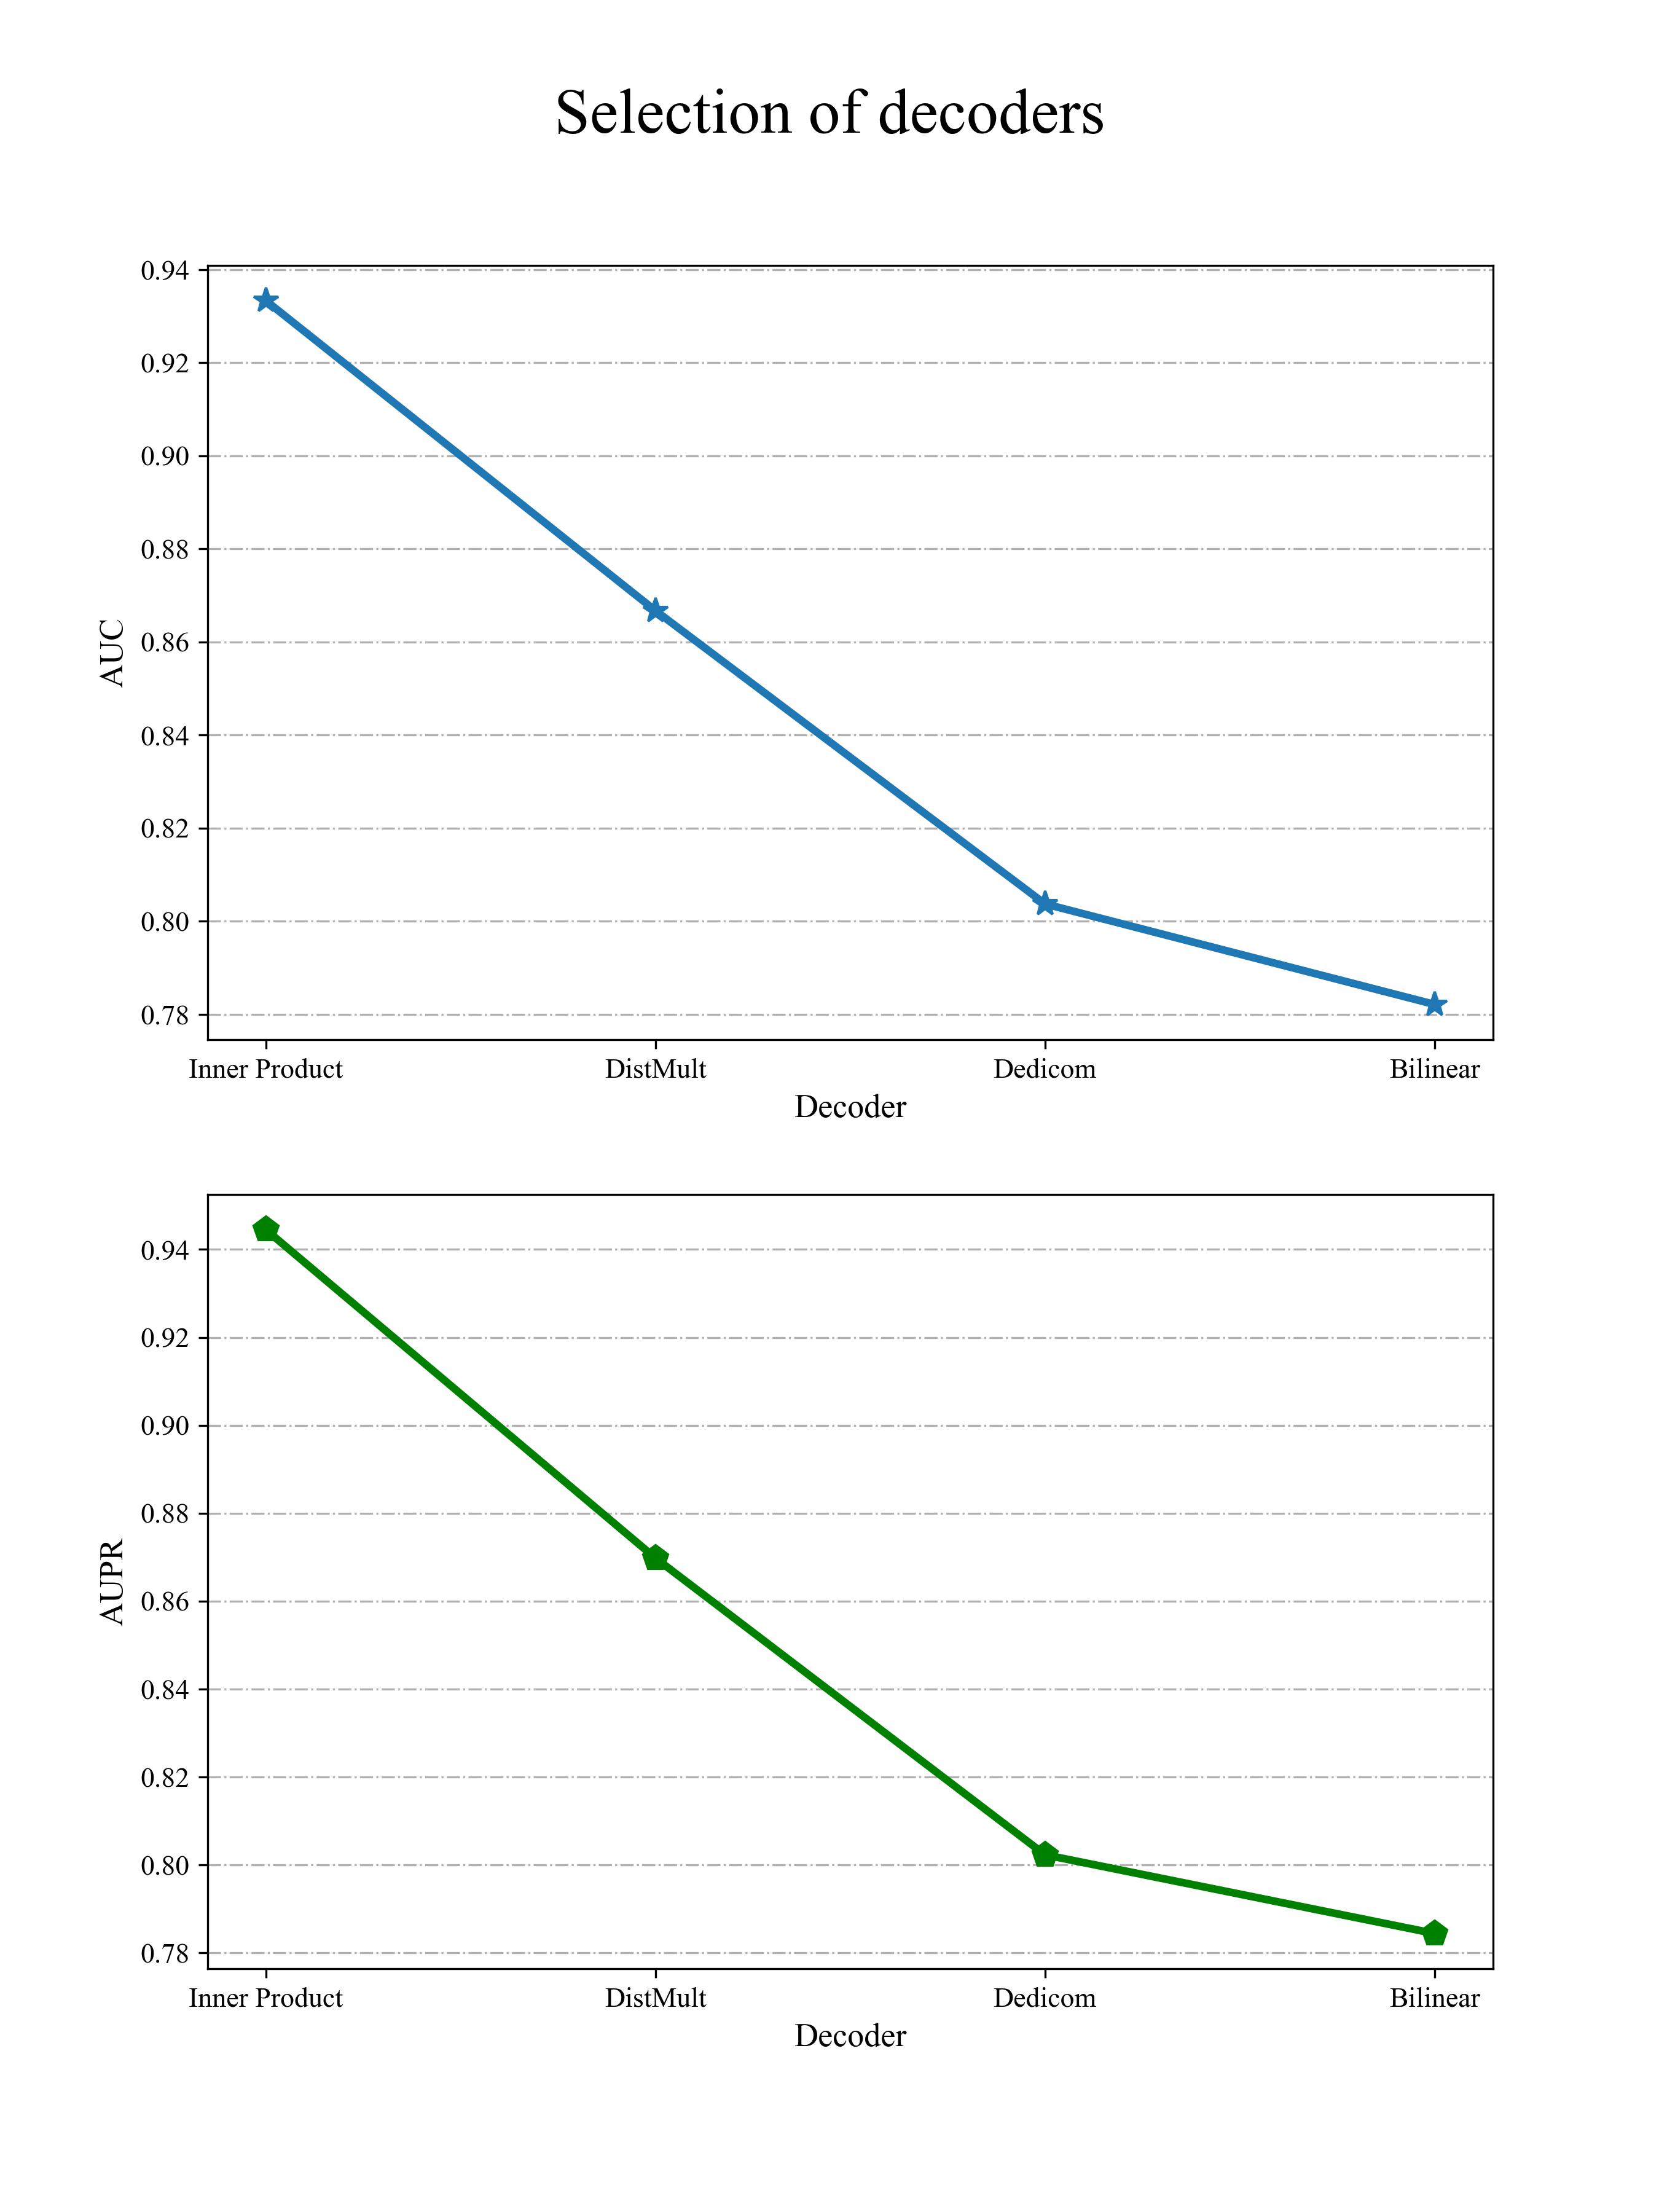 Selection of decoders
0.94
0.92
0.90
0.88
0.86
0.84
0.82
0.80
0.78
AUC
Inner Product DistMult Dedicom Bilinear
Decoder
0.94
0.92
0.90
0.88
0.86
0.84
0.82
0.80
0.78
AUPR
Inner Product DistMult Dedicom Bilinear
Decoder